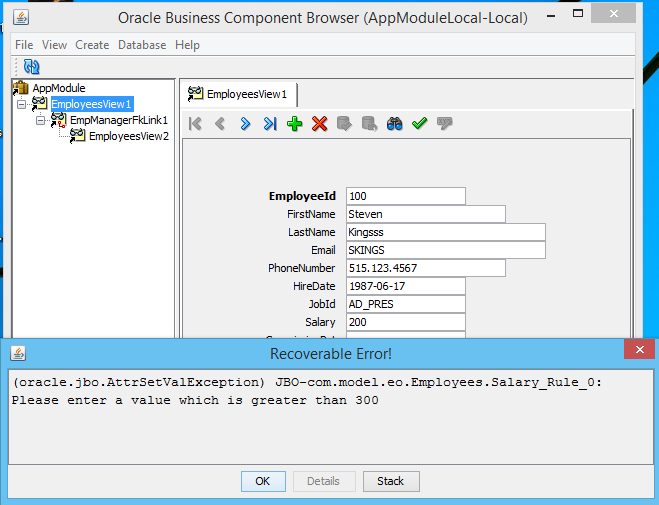 Oracle Business Component Browser (AppModuleLocal-Local)
File View Create Database Help
AppModule
EmployeesView1
EmpManagerFkLink1
EmployeesView2
EmployeesView1
EmployeeId 100
FirstName Steven
LastName Kingsss
Email SKINGS
PhoneNumber 515.123.4567
HireDate 1987-06-17
JobId AD_PRES
Salary 200
Recoverable Error!
(oracle.jbo.AttrSetValException) JBO-com.model.eo.Employees.Salary_Rule_0:
Please enter a value which is greater than 300
OK Details Stack